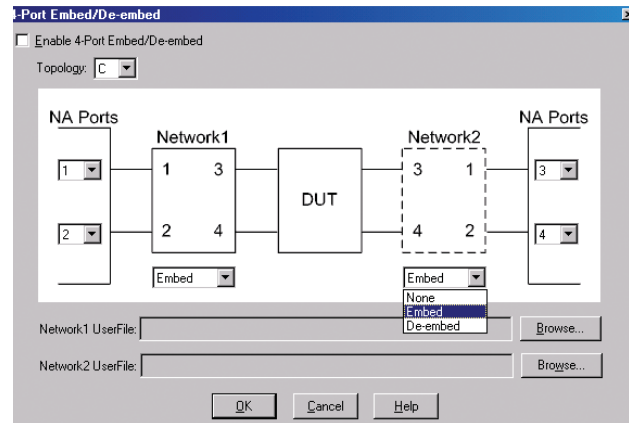 4-Port Embed/De-embed
Enable 4-Port Embed/De-embed
Topology: C
NA Ports NA Ports
Network1 Network2
1 1 3 3 1 3
DUT
2 2 4 4 2 4
Embed Embed
None
Embed
De-embed
Network1 UserFile: Browse...
Network2 UserFile: Browse...
OK Cancel Help